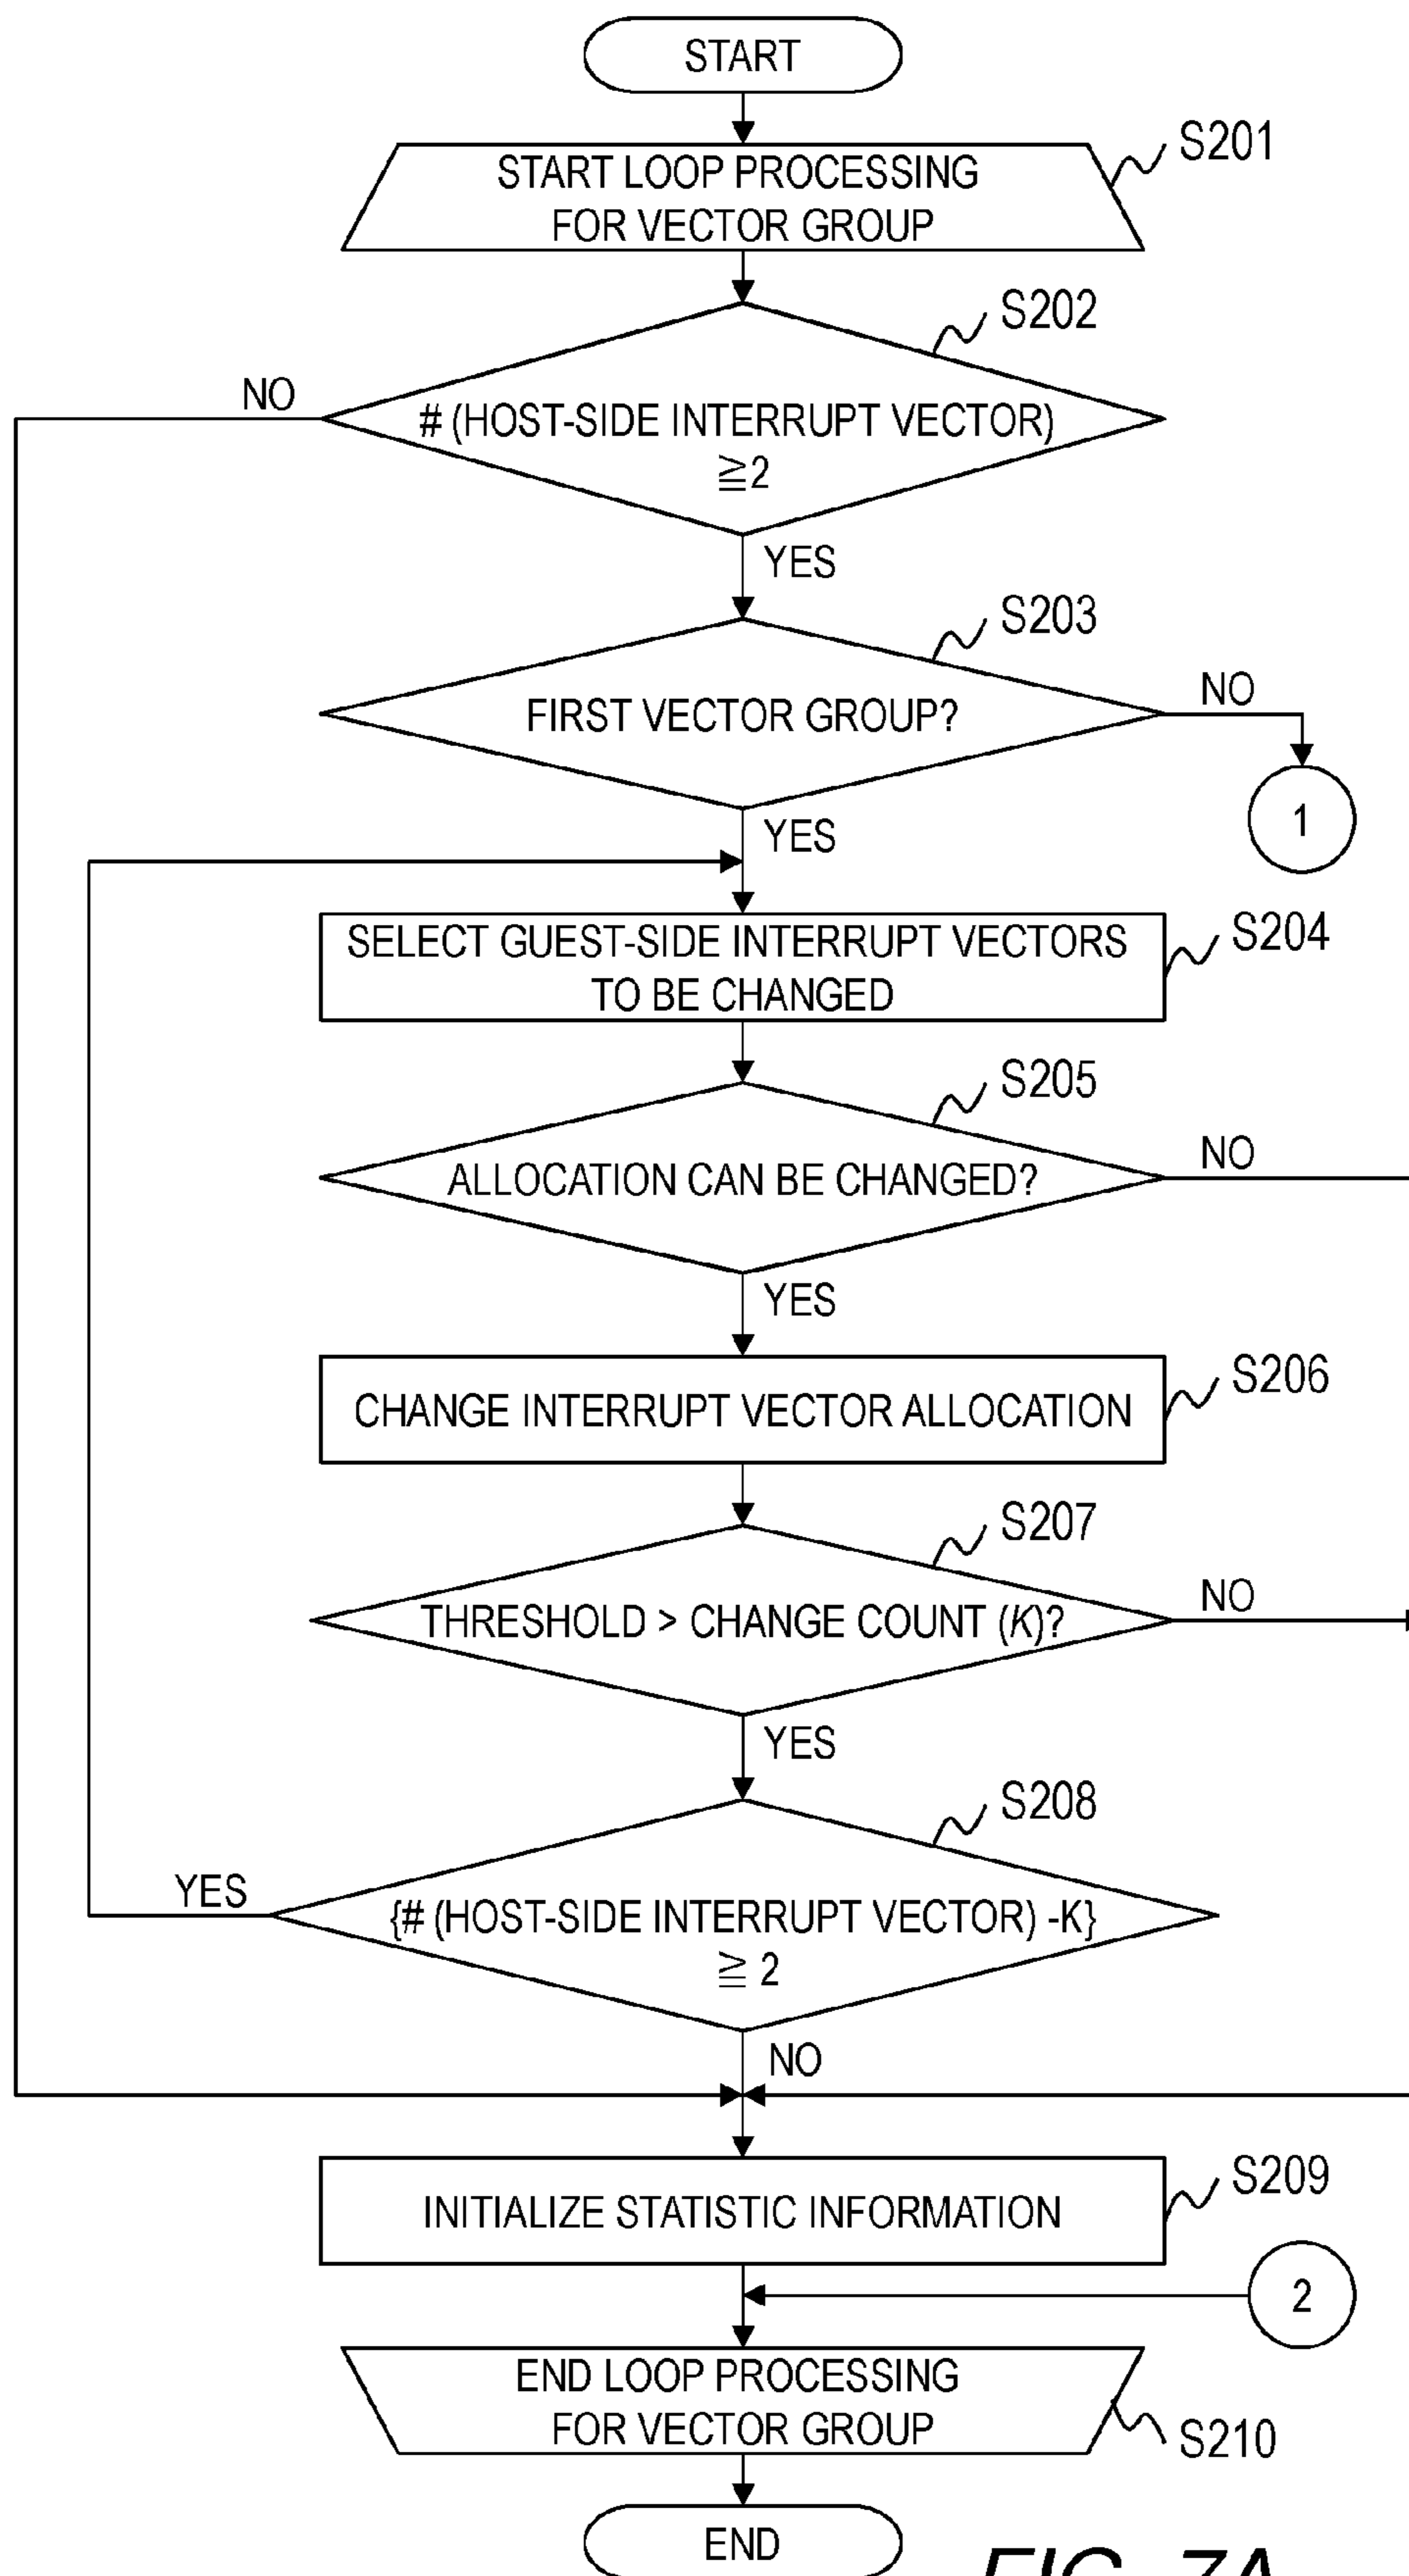 START
START LOOP PROCESSING
FOR VECTOR GROUP
S201
S202
NO
# (HOST-SIDE INTERRUPT VECTOR)
≧2
YES
S203
FIRST VECTOR GROUP?
NO
1
YES
SELECT GUEST-SIDE INTERRUPT VECTORS
TO BE CHANGED
S204
S205
ALLOCATION CAN BE CHANGED?
NO
YES
CHANGE INTERRUPT VECTOR ALLOCATION
S206
S207
THRESHOLD > CHANGE COUNT (K)?
NO
YES
S208
YES
{# (HOST-SIDE INTERRUPT VECTOR) -K}
≧ 2
NO
INITIALIZE STATISTIC INFORMATION
S209
2
END LOOP PROCESSING
FOR VECTOR GROUP
S210
END
FIG. 7A